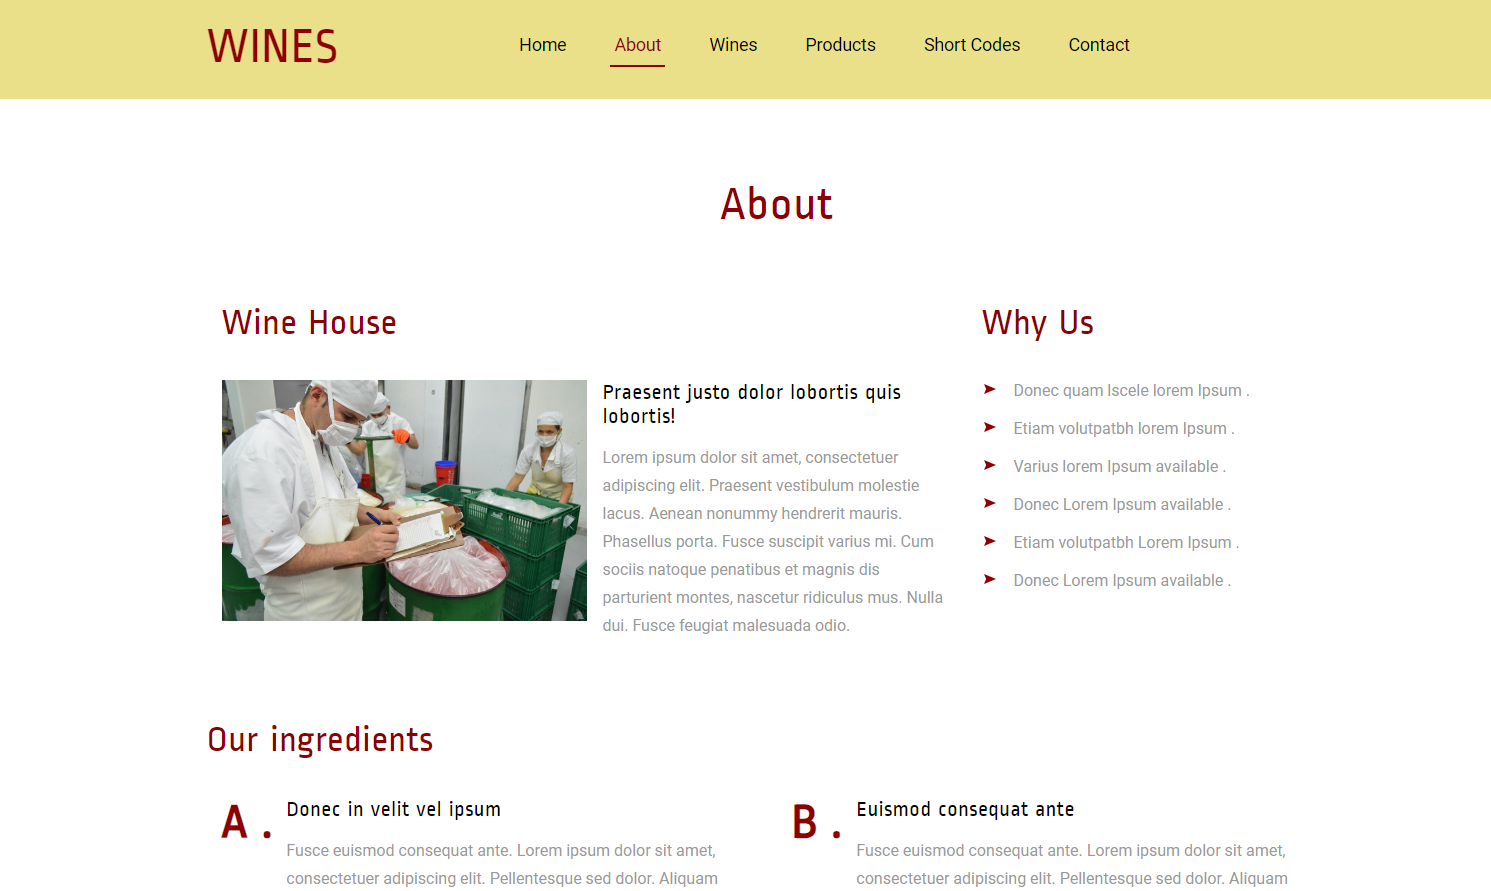 WINES
Home About Wines Products Short Codes Contact
About
Wine House
Praesent justo dolor lobortis quis
lobortis!
Lorem ipsum dolor sit amet, consectetuer
adipiscing elit. Praesent vestibulum molestie
lacus. Aenean nonummy hendrerit mauris.
Phasellus porta. Fusce suscipit varius mi. Cum
sociis natoque penatibus et magnis dis
parturient montes, nascetur ridiculus mus. Nulla
dui. Fusce feugiat malesuada odio.
Why Us
Donec quam Iscele lorem Ipsum .
Etiam volutpatbh lorem Ipsum .
Varius lorem Ipsum available .
Donec Lorem Ipsum available .
Etiam volutpatbh Lorem Ipsum .
Donec Lorem Ipsum available .
Our ingredients
A .
Donec in velit vel ipsum
Fusce euismod consequat ante. Lorem ipsum dolor sit amet,
consectetuer adipiscing elit. Pellentesque sed dolor. Aliquam
B .
Euismod consequat ante
Fusce euismod consequat ante. Lorem ipsum dolor sit amet,
consectetuer adipiscing elit. Pellentesque sed dolor. Aliquam